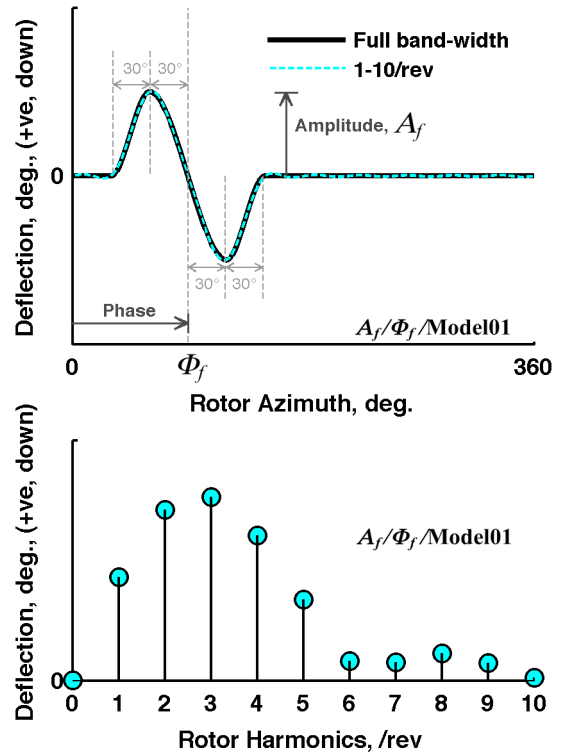 Deflection, deg., (+ve, down)
Full band-width
1-10/rev
30° 30°
Amplitude, A_f
0
30° 30°
Phase
A_f/Φ_f/Model01
0 Φ_f 360
Rotor Azimuth, deg.
Deflection, deg., (+ve, down)
A_f/Φ_f/Model01
0
0 1 2 3 4 5 6 7 8 9 10
Rotor Harmonics, /rev